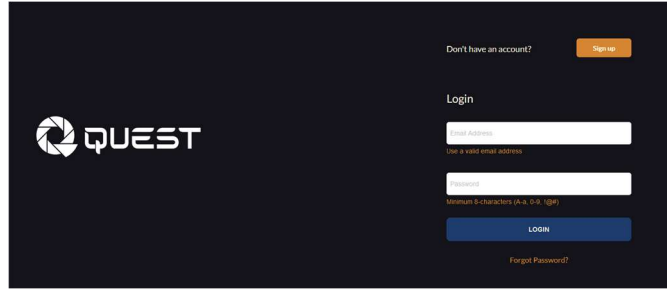 Don't have an account?
Sign up
Login
QUEST
Email Address
Use a valid email address
Password
Minimum 8-characters (A-a, 0-9, !@#)
LOGIN
Forgot Password?